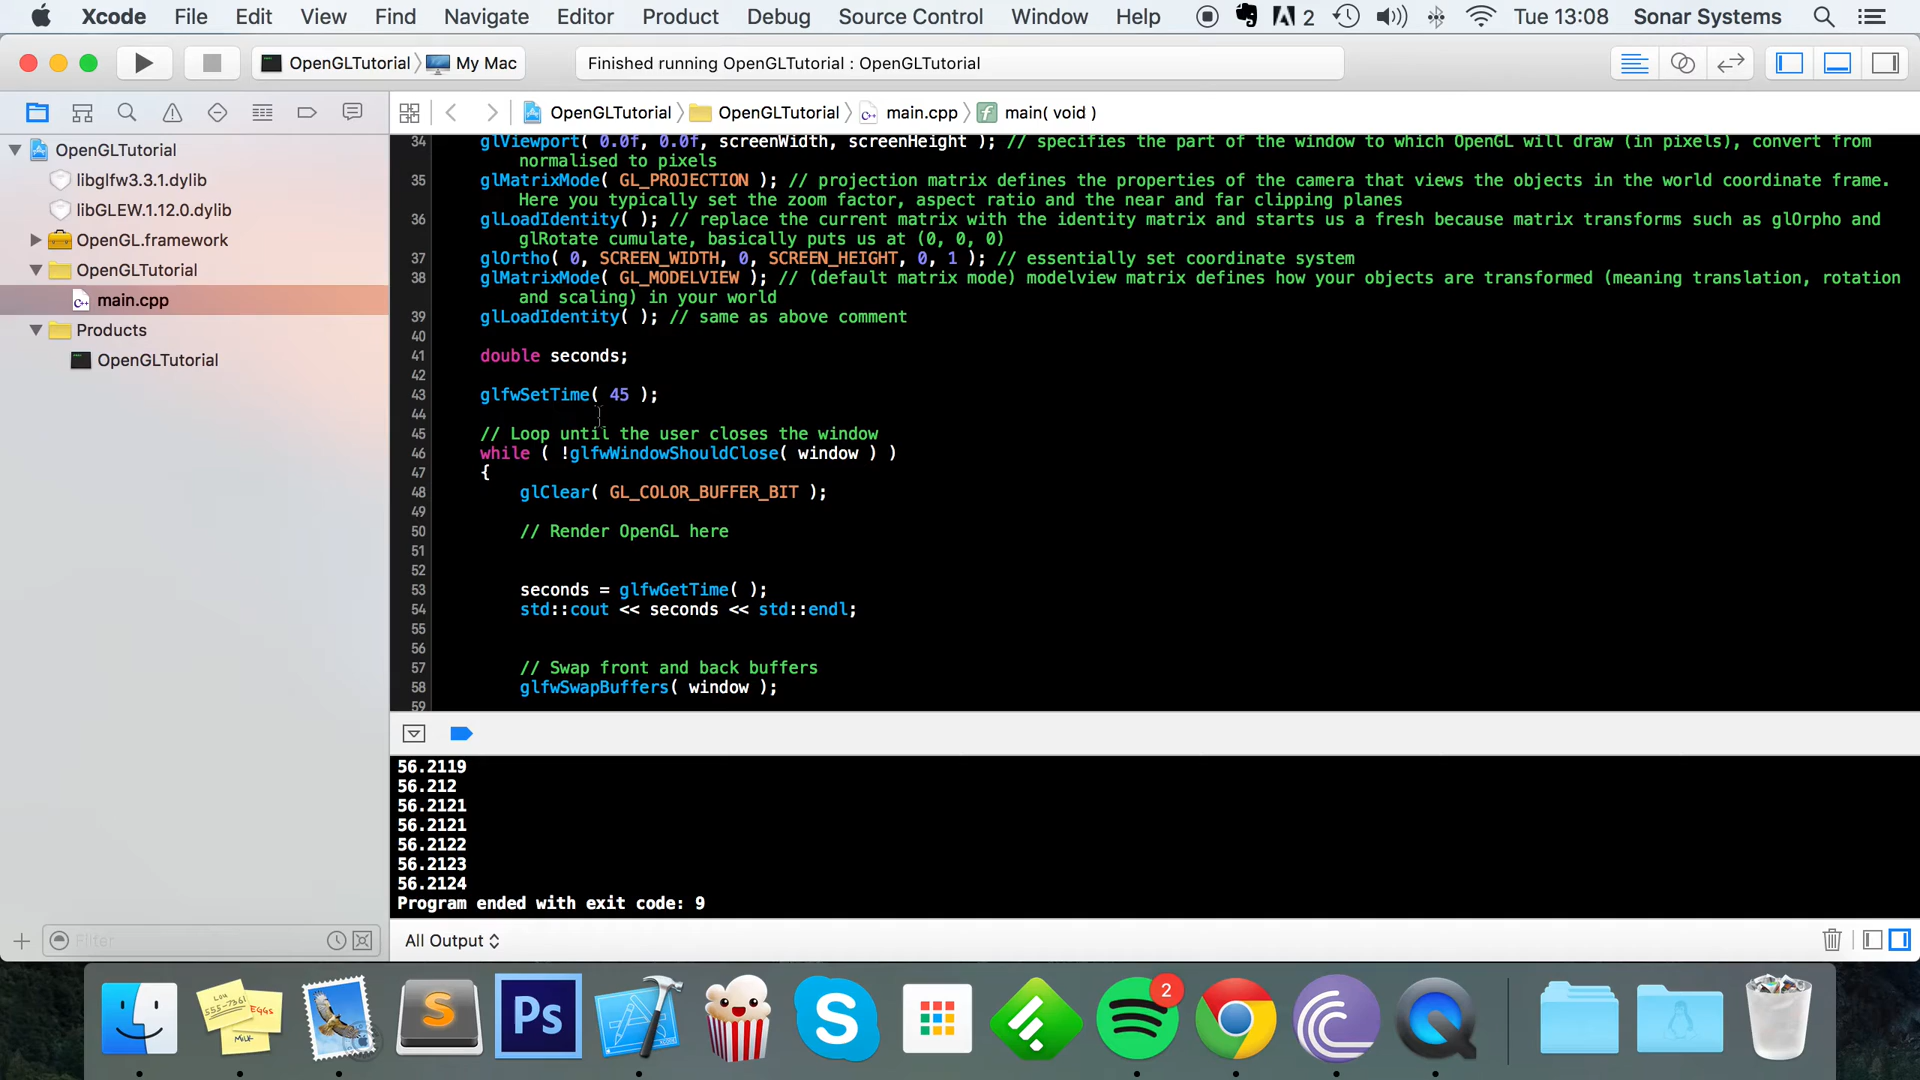 Xcode File Edit View Find Navigate Editor Product Debug Source Control Window Help 2 Tue 13:08 Sonar Systems
OpenGLTutorial My Mac Finished running OpenGLTutorial : OpenGLTutorial
OpenGLTutorial OpenGLTutorial main.cpp main( void )
OpenGLTutorial
libglfw3.3.1.dylib
libGLEW.1.12.0.dylib
OpenGL.framework
OpenGLTutorial
main.cpp
Products
OpenGLTutorial
Filter
34 glViewport( 0.0f, 0.0f, screenWidth, screenHeight ); // specifies the part of the window to which OpenGL will draw (in pixels), convert from
normalised to pixels
35 glMatrixMode( GL_PROJECTION ); // projection matrix defines the properties of the camera that views the objects in the world coordinate frame.
Here you typically set the zoom factor, aspect ratio and the near and far clipping planes
36 glLoadIdentity( ); // replace the current matrix with the identity matrix and starts us a fresh because matrix transforms such as glOrpho and
glRotate cumulate, basically puts us at (0, 0, 0)
37 glOrtho( 0, SCREEN_WIDTH, 0, SCREEN_HEIGHT, 0, 1 ); // essentially set coordinate system
38 glMatrixMode( GL_MODELVIEW ); // (default matrix mode) modelview matrix defines how your objects are transformed (meaning translation, rotation
and scaling) in your world
39 glLoadIdentity( ); // same as above comment
40
41 double seconds;
42
43 glfwSetTime( 45 );
44
45 // Loop until the user closes the window
46 while ( !glfwWindowShouldClose( window ) )
47 {
48 glClear( GL_COLOR_BUFFER_BIT );
49
50 // Render OpenGL here
51
52
53 seconds = glfwGetTime( );
54 std::cout << seconds << std::endl;
55
56
57 // Swap front and back buffers
58 glfwSwapBuffers( window );
59
56.2119
56.212
56.2121
56.2121
56.2122
56.2123
56.2124
Program ended with exit code: 9
All Output
LOU
555-7361
EGGS
MILK
S
Ps
S
2